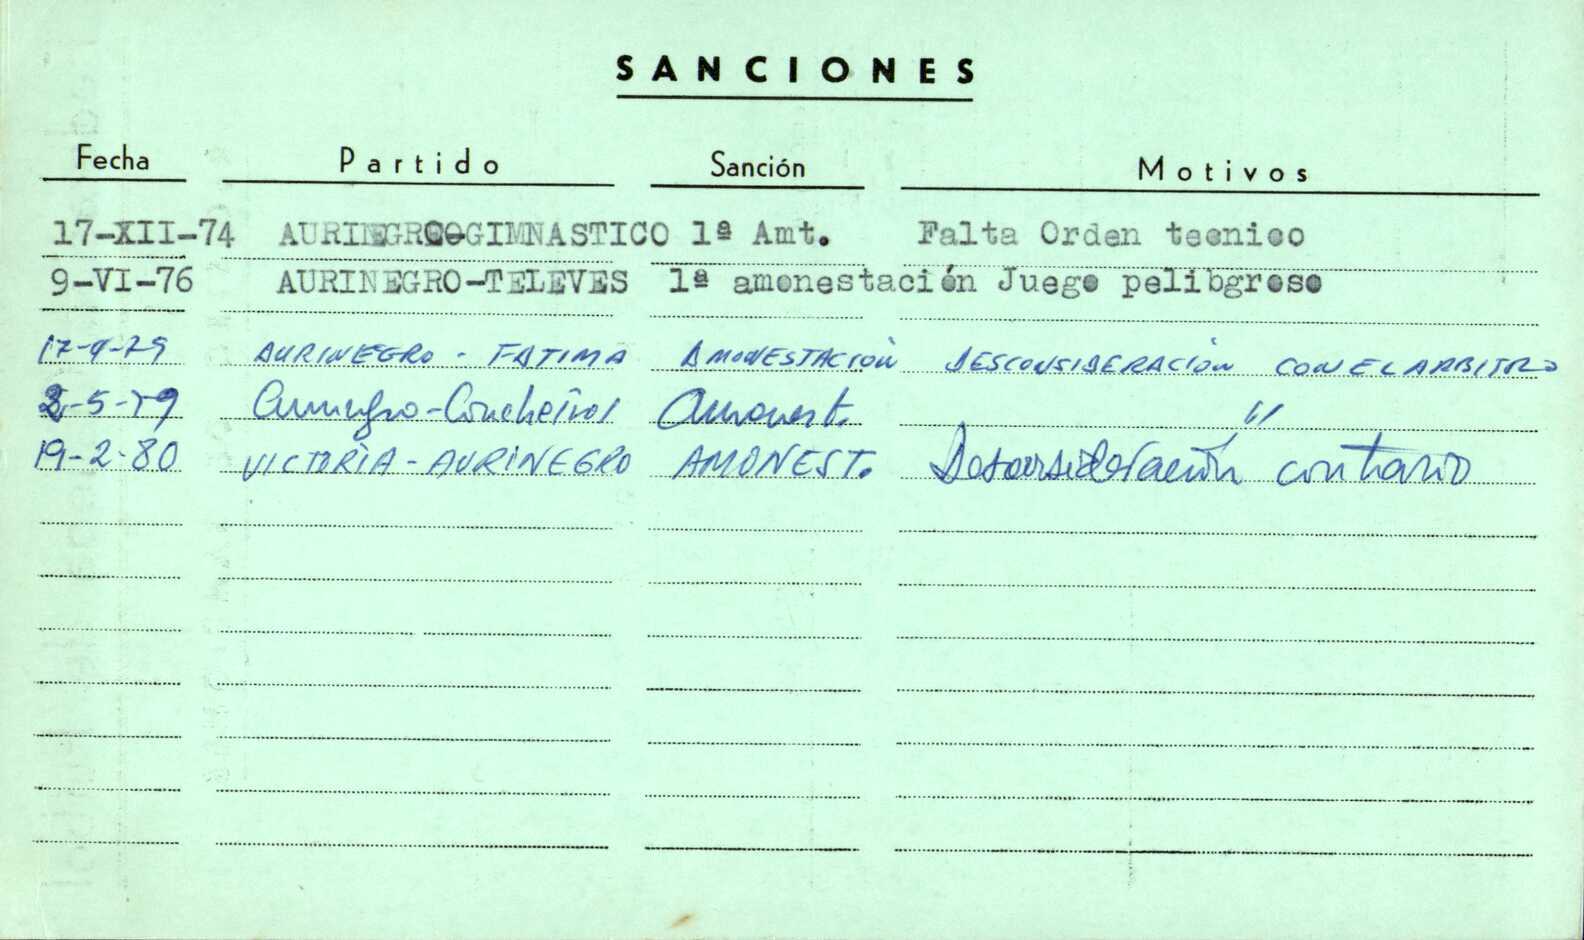 SANCIONES
Fecha Partido Sanción Motivos
17-XII-74 AURINEGRO-GIMNASTICO 1ª Amt. Falta Orden tecnico
9-VI-76 AURINEGRO-TELEVES 1ª amonestación Juego pelibgroso
17-4-79 AURINEGRO - FATIMA AMONESTACIÓN DESCONSIDERACIÓN CON EL ARBITRO
2-5-79 Aurinegro-Concheiros Amonest. "
19-2-80 VICTORIA - AURINEGRO AMONEST. Desconsideración contrario